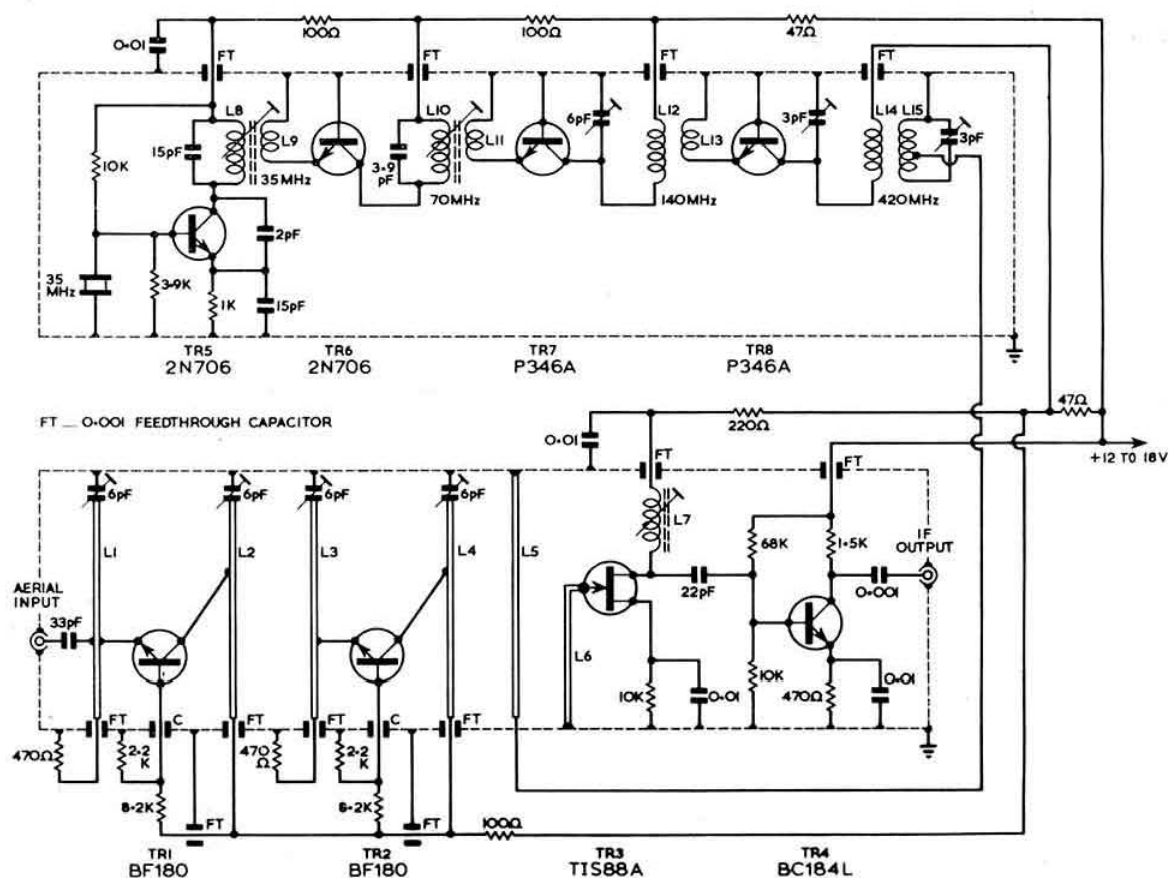 0·01
100Ω
100Ω
47Ω
FT
FT
FT
FT
L8
L10
6pF
L12
3pF
L14
L15
15pF
L9
3·9
pF
L11
L13
3pF
10K
35MHz
70MHz
140MHz
420MHz
2pF
35
MHz
3·9K
1K
15pF
TR5
2N706
TR6
2N706
TR7
P346A
TR8
P346A
FT — 0·001 FEEDTHROUGH CAPACITOR
0·01
220Ω
47Ω
+12 TO 18V
FT
FT
6pF
6pF
6pF
6pF
L1
L2
L3
L4
L5
L7
68K
1·5K
IF
OUTPUT
AERIAL
INPUT
33pF
22pF
0·001
L6
10K
0·01
10K
470Ω
0·01
FT
C
FT
FT
C
FT
470Ω
2·2
K
470
Ω
2·2
K
8·2K
FT
8·2K
FT
100Ω
TR1
BF180
TR2
BF180
TR3
TIS88A
TR4
BC184L